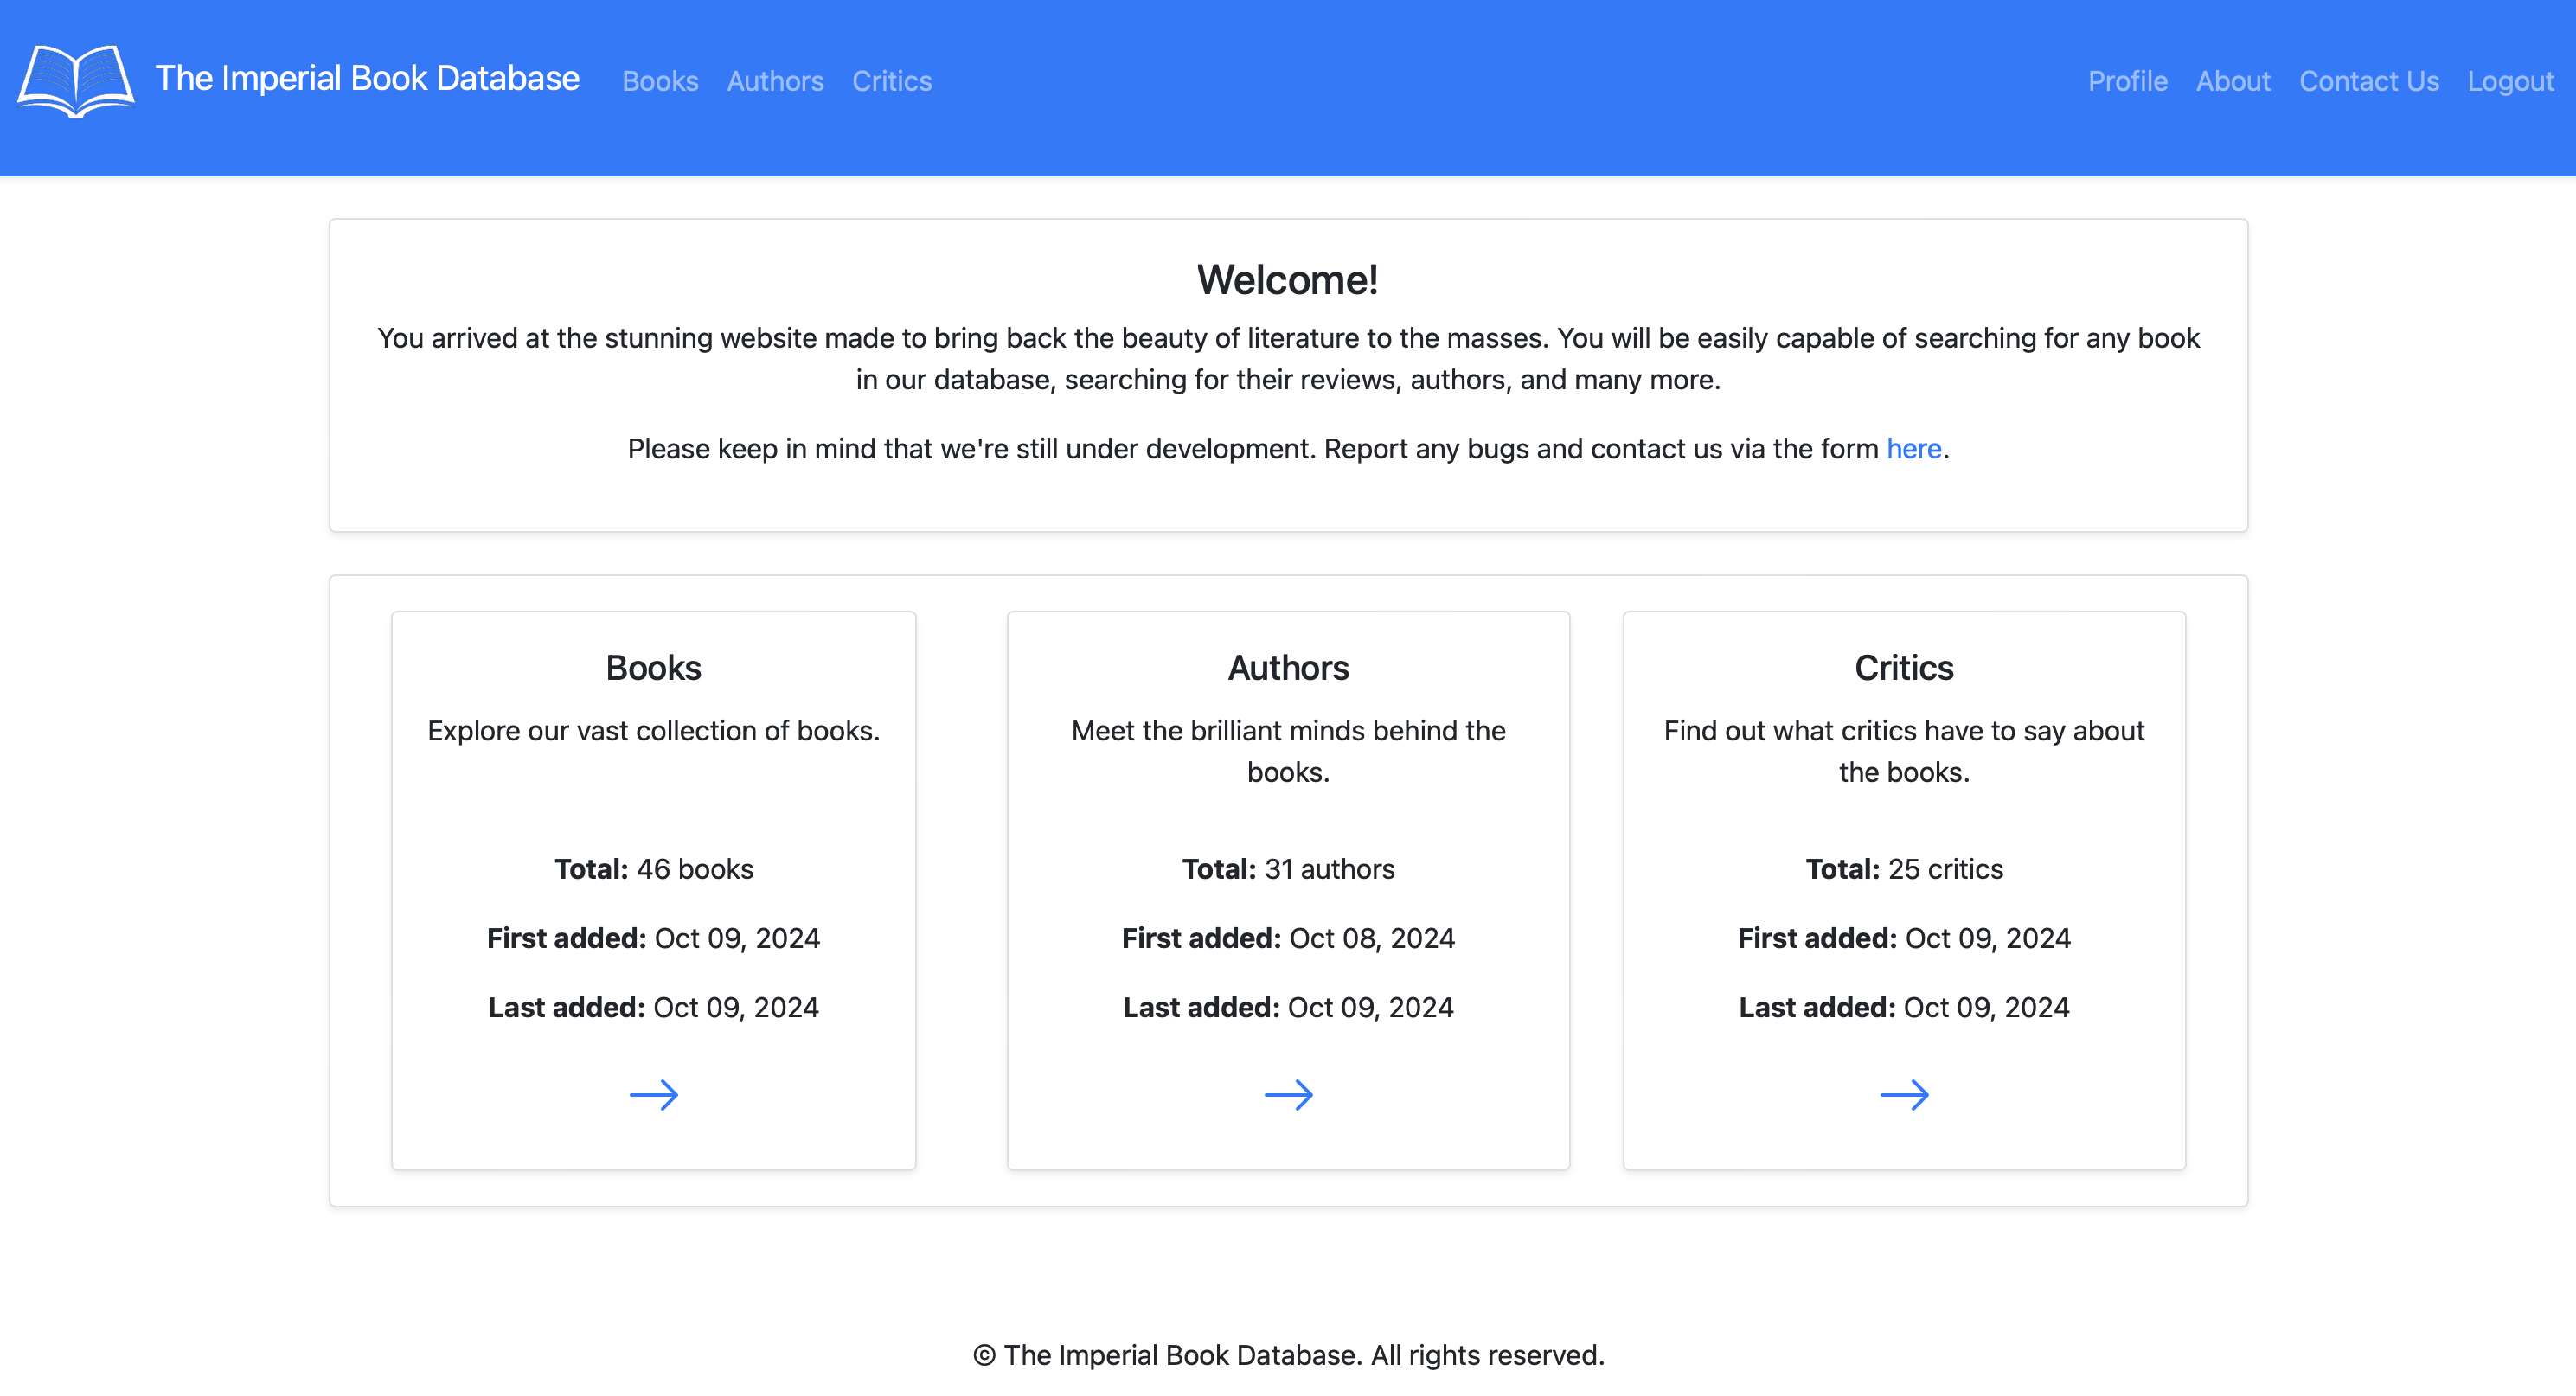 The Imperial Book Database
Books Authors Critics
Profile About Contact Us Logout
Welcome!
You arrived at the stunning website made to bring back the beauty of literature to the masses. You will be easily capable of searching for any book
in our database, searching for their reviews, authors, and many more.
Please keep in mind that we're still under development. Report any bugs and contact us via the form here.
Books
Explore our vast collection of books.
Total: 46 books
First added: Oct 09, 2024
Last added: Oct 09, 2024
Authors
Meet the brilliant minds behind the
books.
Total: 31 authors
First added: Oct 08, 2024
Last added: Oct 09, 2024
Critics
Find out what critics have to say about
the books.
Total: 25 critics
First added: Oct 09, 2024
Last added: Oct 09, 2024
© The Imperial Book Database. All rights reserved.